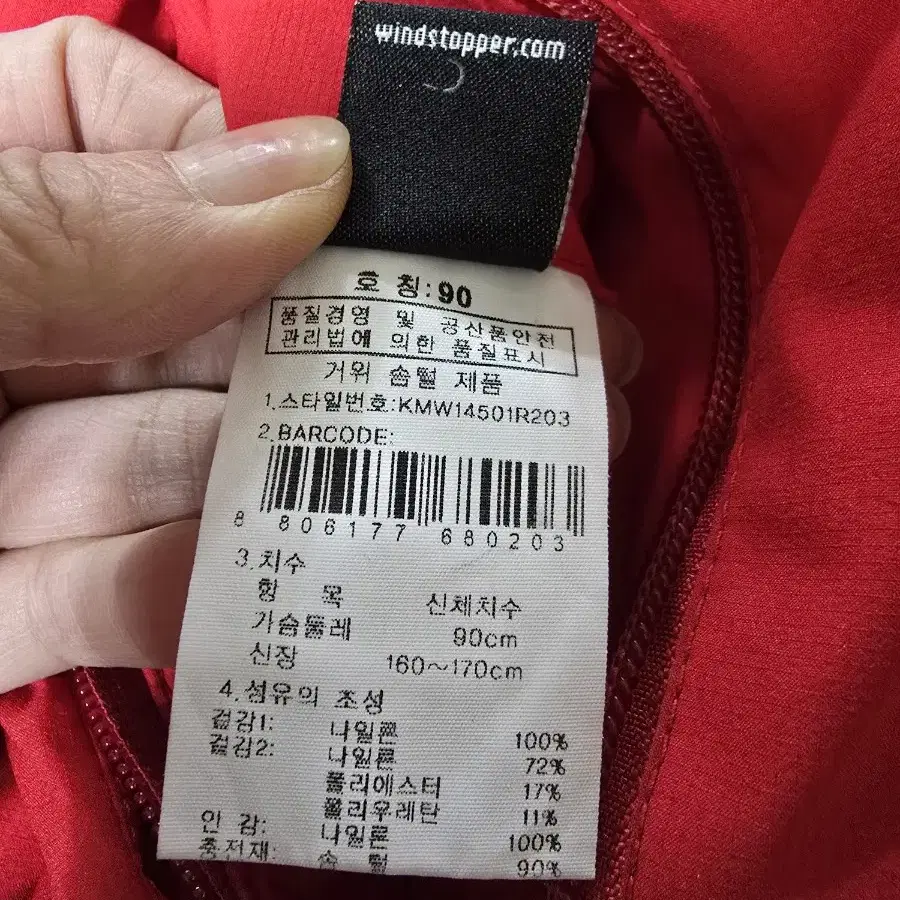 windstopper.com
호 칭:90
품질경영 및 공산품안전
관리법에 의한 품질표시
거위 솜털 제품
1.스타일번호:KMW14501R203
2.BARCODE:
8 806177 680203
3.치수
항 목 신체치수
가슴둘레 90cm
신장 160~170cm
4.섬유의 조성
겉감1: 나일론 100%
겉감2: 나일론 72%
폴리에스터 17%
폴리우레탄 11%
안 감: 나일론 100%
충전재: 솜 털 90%